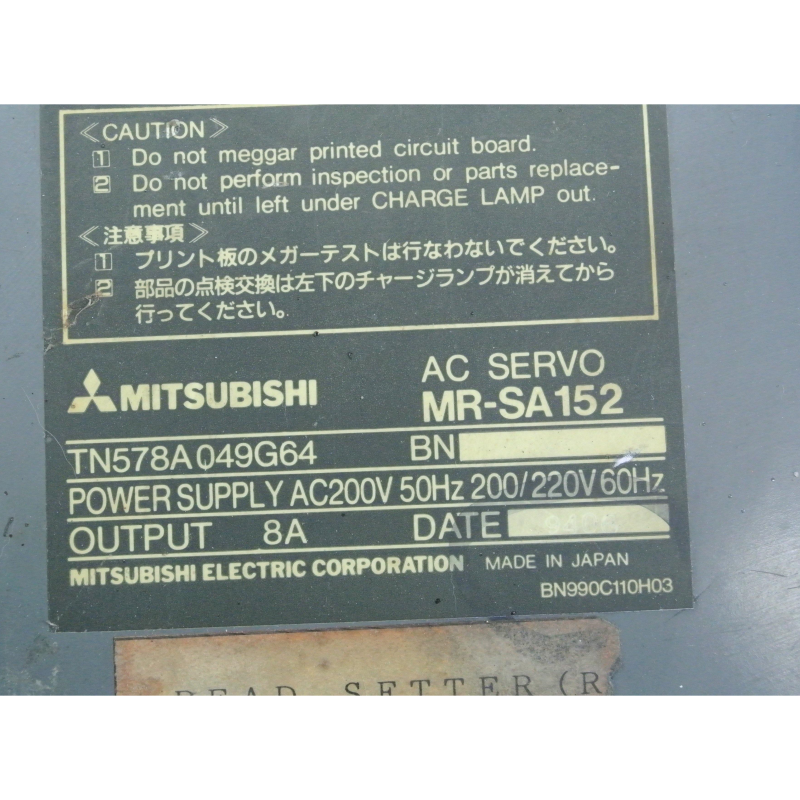 ≪CAUTION≫
1 Do not meggar printed circuit board.
2 Do not perform inspection or parts replace-
ment until left under CHARGE LAMP out.
≪注意事項≫
1 プリント板のメガーテストは行なわないでください。
2 部品の点検交換は左下のチャージランプが消えてから
行ってください。
MITSUBISHI
AC SERVO
MR-SA152
TN578A049G64 BN
POWER SUPPLY AC200V 50Hz 200/220V 60Hz
OUTPUT 8A DATE
MITSUBISHI ELECTRIC CORPORATION MADE IN JAPAN
BN990C110H03
BEAD SETTER (R